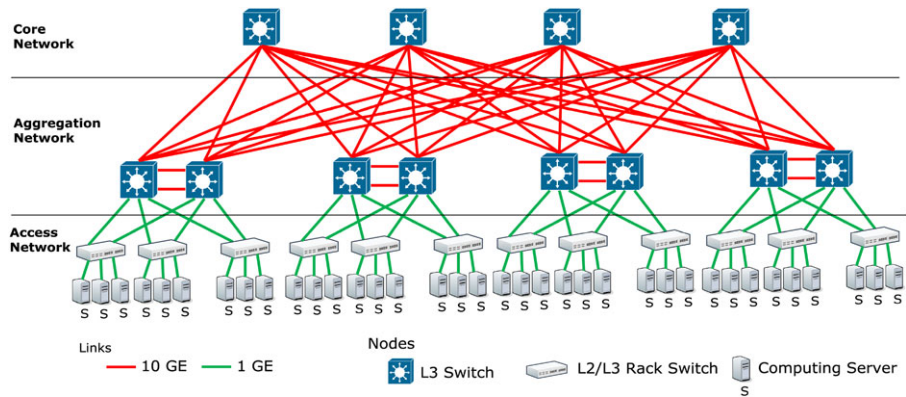 Core
Network
Aggregation
Network
Access
Network
S S S S S S S S S S S S S S S S S S S S S S S S S S S S S S S S S S S S
Links
10 GE
1 GE
Nodes
L3 Switch
L2/L3 Rack Switch
Computing Server
S